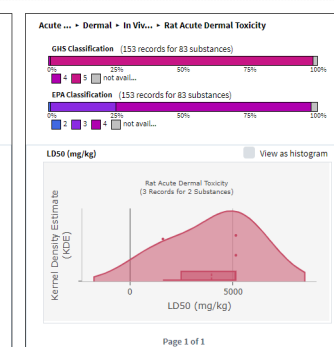 Acute ... ▸ Dermal ▸ In Viv... ▸ Rat Acute Dermal Toxicity
GHS Classification (153 records for 83 substances)
0% 25% 50% 75% 100%
4 5 not avail...
EPA Classification (153 records for 83 substances)
0% 25% 50% 75% 100%
2 3 4 not avail...
LD50 (mg/kg) View as histogram
Rat Acute Dermal Toxicity
(3 Records for 2 Substances)
Kernel Density Estimate
(KDE)
0 5000
LD50 (mg/kg)
Page 1 of 1